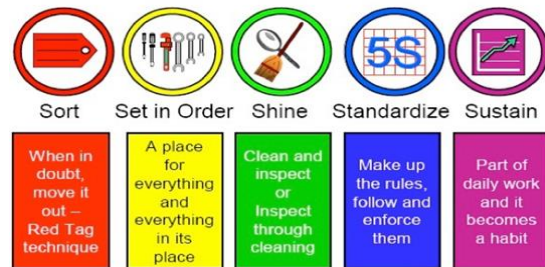 5S
Sort
Set in Order
Shine
Standardize
Sustain
When in
doubt,
move it
out –
Red Tag
technique
A place
for
everything
and
everything
in its
place
Clean and
inspect
or
Inspect
through
cleaning
Make up
the rules,
follow and
enforce
them
Part of
daily work
and it
becomes
a habit